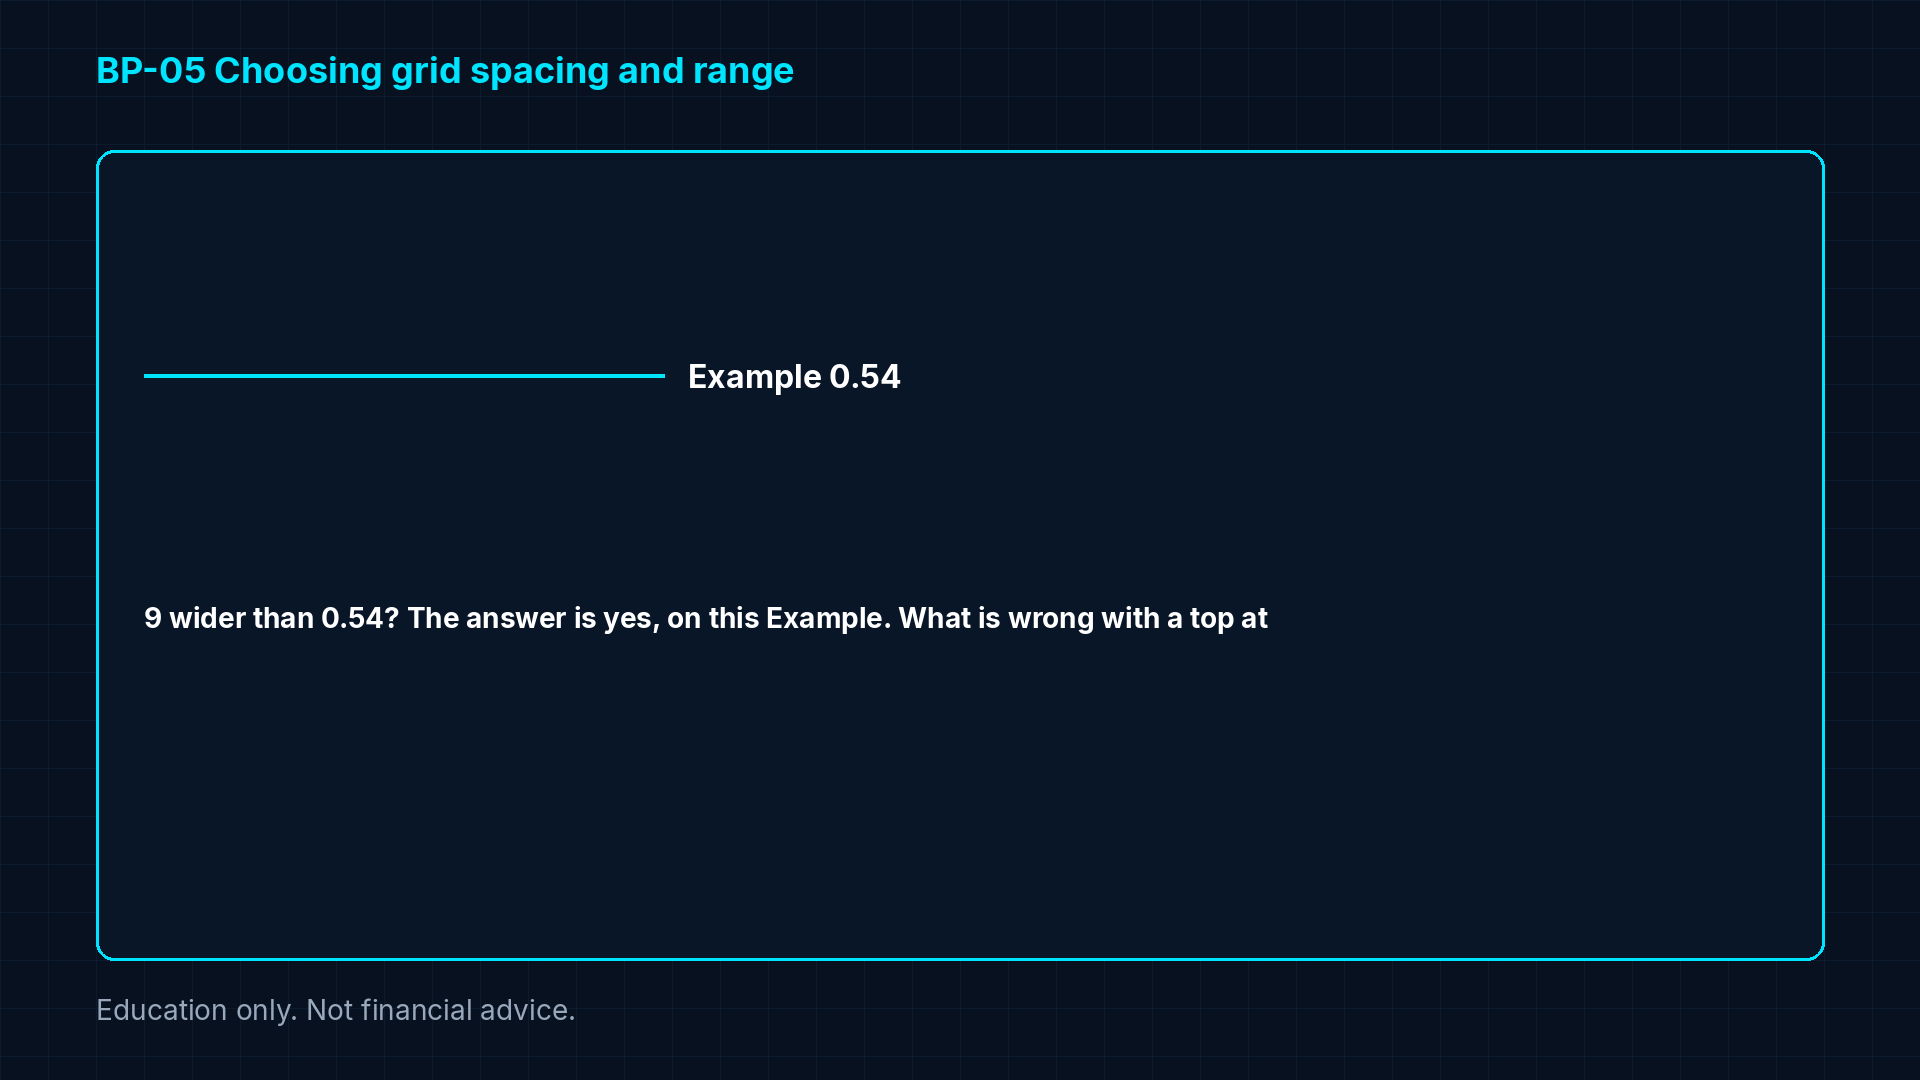 BP-05 Choosing grid spacing and range
Example 0.54
9 wider than 0.54? The answer is yes, on this Example. What is wrong with a top at
Education only. Not financial advice.